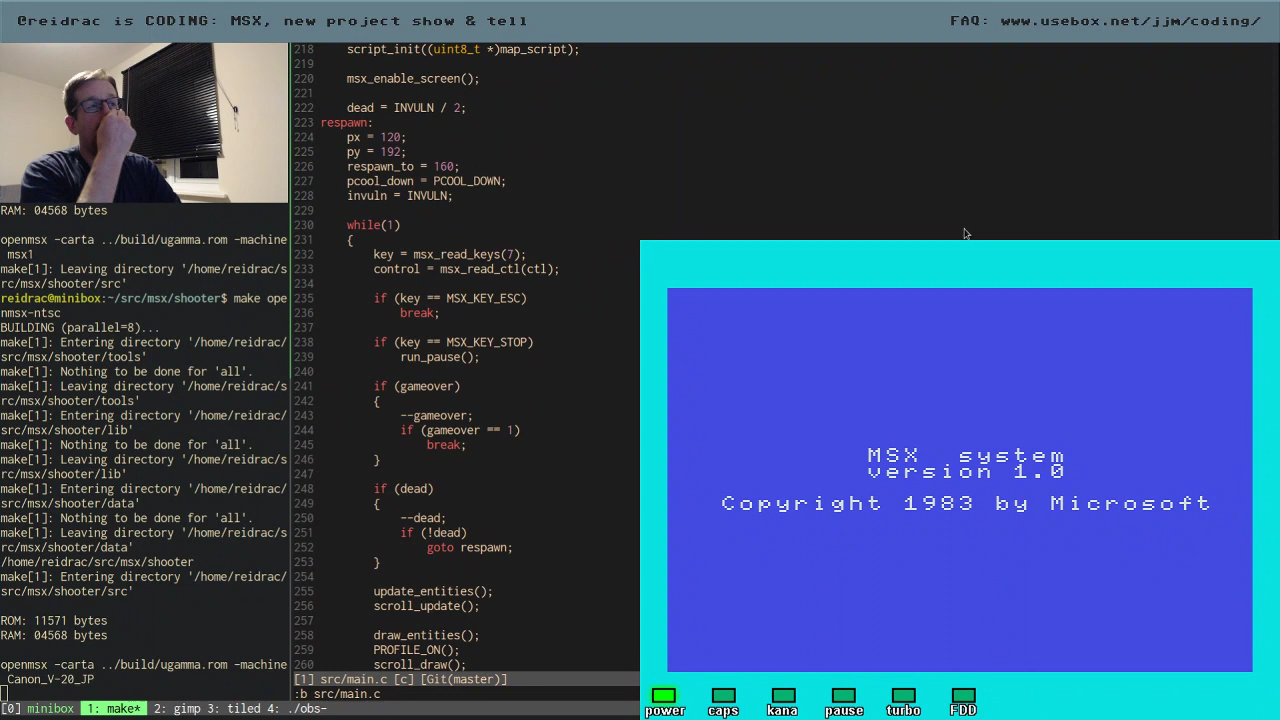 @reidrac is CODING: MSX, new project show & tell
FAQ: www.usebox.net/jjm/coding/
RAM: 04568 bytes
openmsx -carta ../build/ugamma.rom -machine
 msx1
make[1]: Leaving directory '/home/reidrac/s
rc/msx/shooter/src'
reidrac@minibox:~/src/msx/shooter$ make ope
nmsx-ntsc
BUILDING (parallel=8)...
make[1]: Entering directory '/home/reidrac/
src/msx/shooter/tools'
make[1]: Nothing to be done for 'all'.
make[1]: Leaving directory '/home/reidrac/s
rc/msx/shooter/tools'
make[1]: Entering directory '/home/reidrac/
src/msx/shooter/lib'
make[1]: Nothing to be done for 'all'.
make[1]: Leaving directory '/home/reidrac/s
rc/msx/shooter/lib'
make[1]: Entering directory '/home/reidrac/
src/msx/shooter/data'
make[1]: Nothing to be done for 'all'.
make[1]: Leaving directory '/home/reidrac/s
rc/msx/shooter/data'
/home/reidrac/src/msx/shooter
make[1]: Entering directory '/home/reidrac/
src/msx/shooter/src'
ROM: 11571 bytes
RAM: 04568 bytes
openmsx -carta ../build/ugamma.rom -machine
 Canon_V-20_JP
[0] minibox 1: make* 2: gimp 3: tiled 4: ./obs-
218     script_init((uint8_t *)map_script);
219
220     msx_enable_screen();
221
222     dead = INVULN / 2;
223 respawn:
224     px = 120;
225     py = 192;
226     respawn_to = 160;
227     pcool_down = PCOOL_DOWN;
228     invuln = INVULN;
229
230     while(1)
231     {
232         key = msx_read_keys(7);
233         control = msx_read_ctl(ctl);
234
235         if (key == MSX_KEY_ESC)
236             break;
237
238         if (key == MSX_KEY_STOP)
239             run_pause();
240
241         if (gameover)
242         {
243             --gameover;
244             if (gameover == 1)
245                 break;
246         }
247
248         if (dead)
249         {
250             --dead;
251             if (!dead)
252                 goto respawn;
253         }
254
255         update_entities();
256         scroll_update();
257
258         draw_entities();
259         PROFILE_ON();
260         scroll_draw();
[1] src/main.c [c] [Git(master)]
:b src/main.c
MSX  system
version 1.0
Copyright 1983 by Microsoft
power caps kana pause turbo FDD